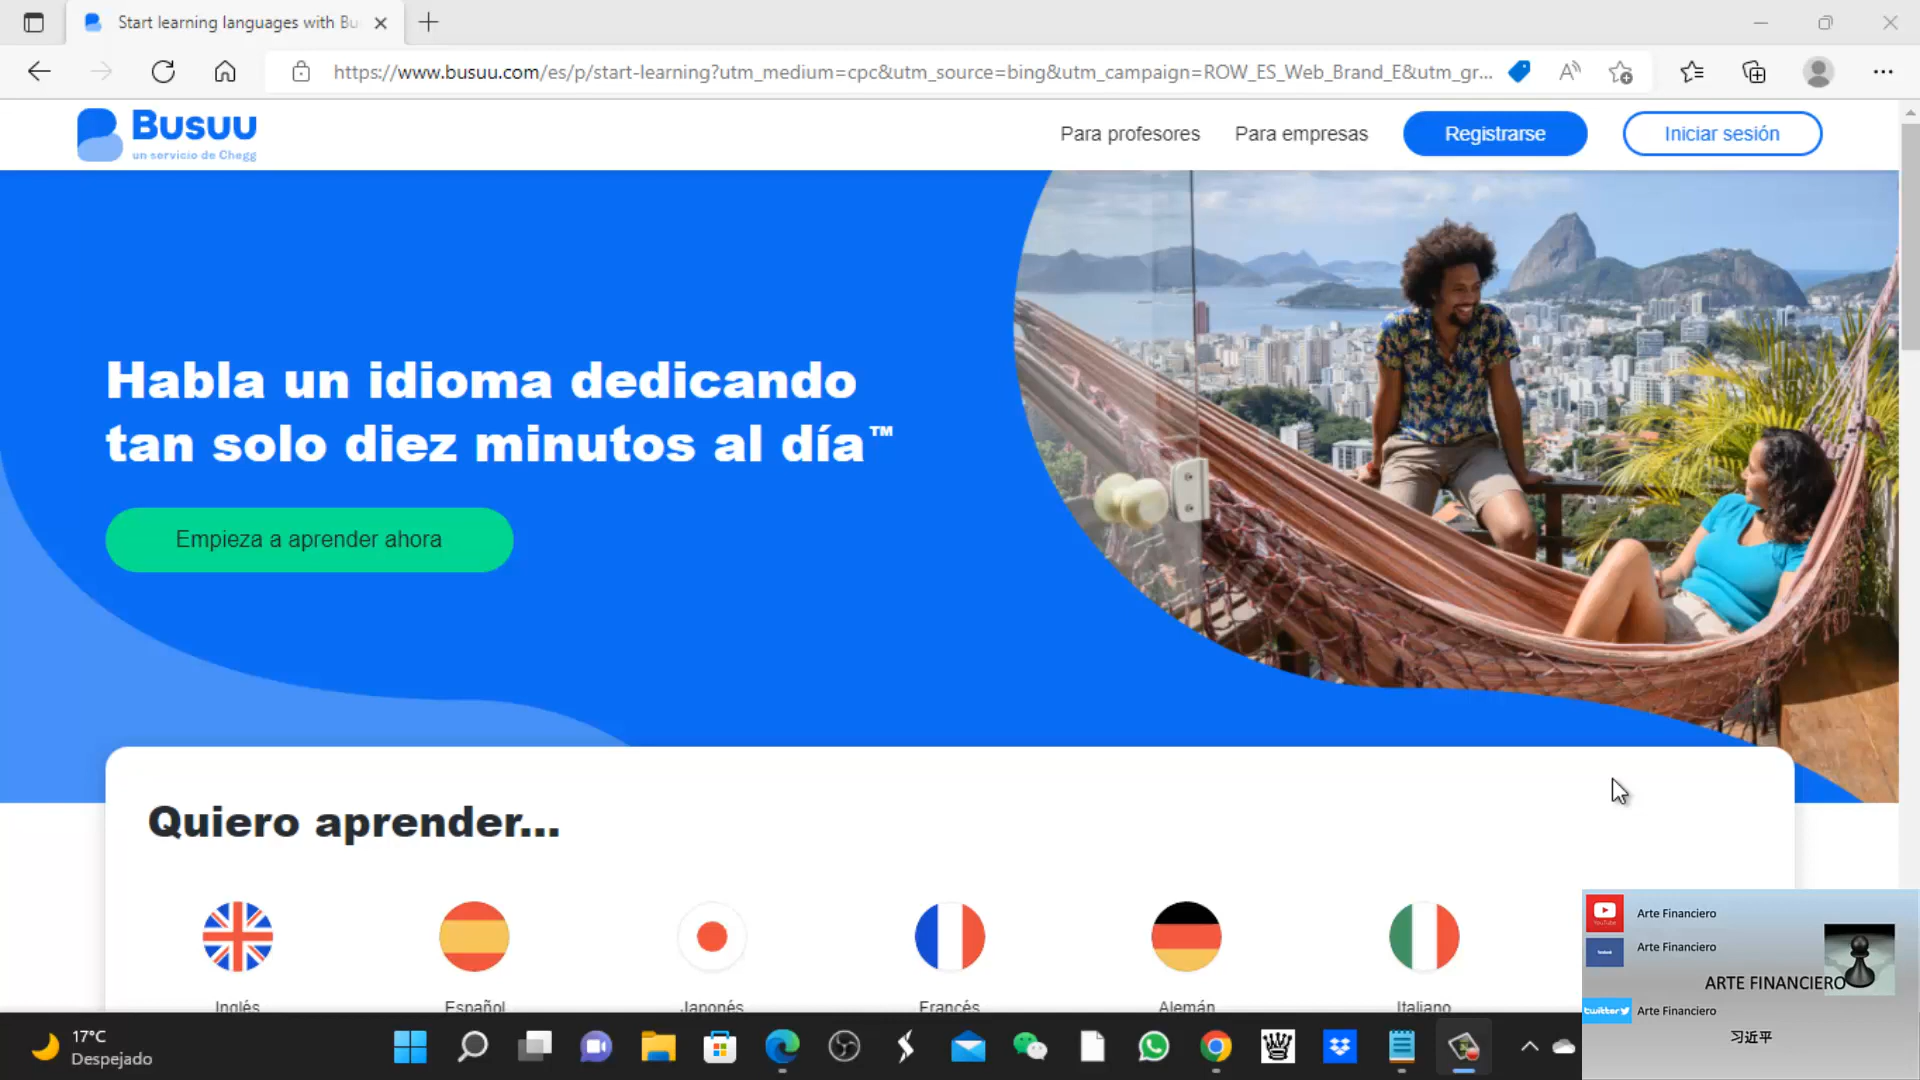 Start learning languages with Bu
https://www.busuu.com/es/p/start-learning?utm_medium=cpc&utm_source=bing&utm_campaign=ROW_ES_Web_Brand_E&utm_gr...
Busuu
un servicio de Chegg
Para profesores
Para empresas
Registrarse
Iniciar sesión
Habla un idioma dedicando
tan solo diez minutos al día™
Empieza a aprender ahora
Quiero aprender...
Inglés
Español
Japonés
Francés
Alemán
Italiano
YouTube
Arte Financiero
facebook
Arte Financiero
ARTE FINANCIERO
twitter
Arte Financiero
习近平
17°C
Despejado